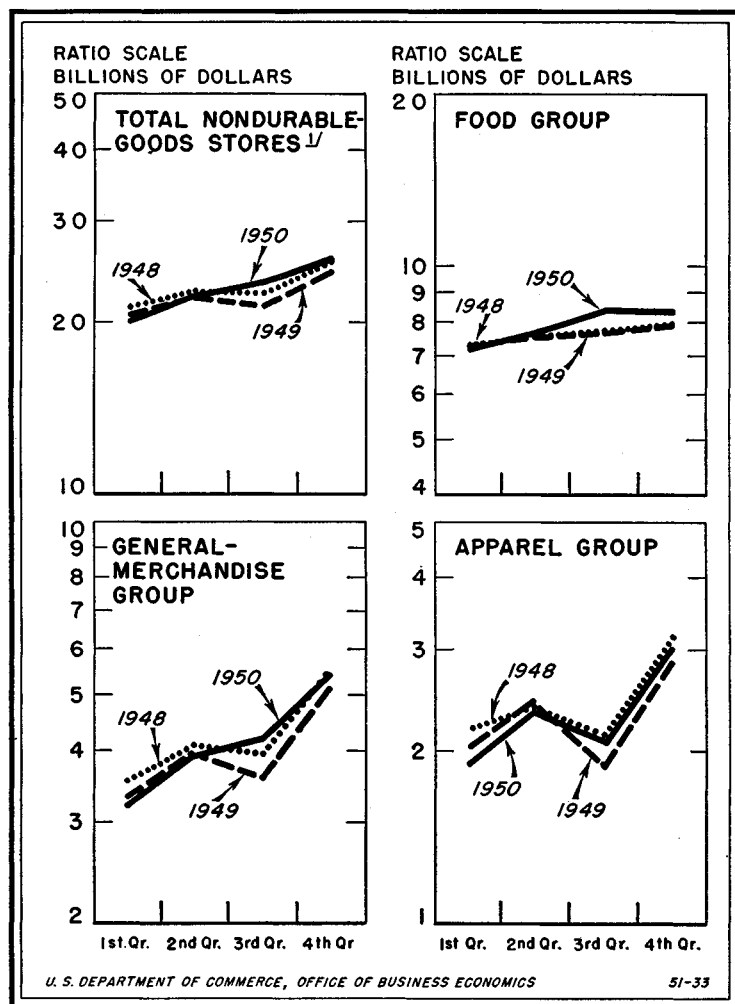 RATIO SCALE
BILLIONS OF DOLLARS
50
TOTAL NONDURABLE-
GOODS STORES 1/
40
30
1950
1948
20
1949
10
RATIO SCALE
BILLIONS OF DOLLARS
20
FOOD GROUP
10
1950
9
8
1948
7
1949
6
5
4
10
GENERAL-
MERCHANDISE
GROUP
9
8
7
6
1950
5
1948
4
1949
3
2
1st. Qr. 2nd Qr. 3rd Qr. 4th Qr
5
APPAREL GROUP
4
3
1948
2
1950
1949
1
1st Qr. 2nd Qr. 3rd Qr. 4th Qr.
U. S. DEPARTMENT OF COMMERCE, OFFICE OF BUSINESS ECONOMICS 51-33